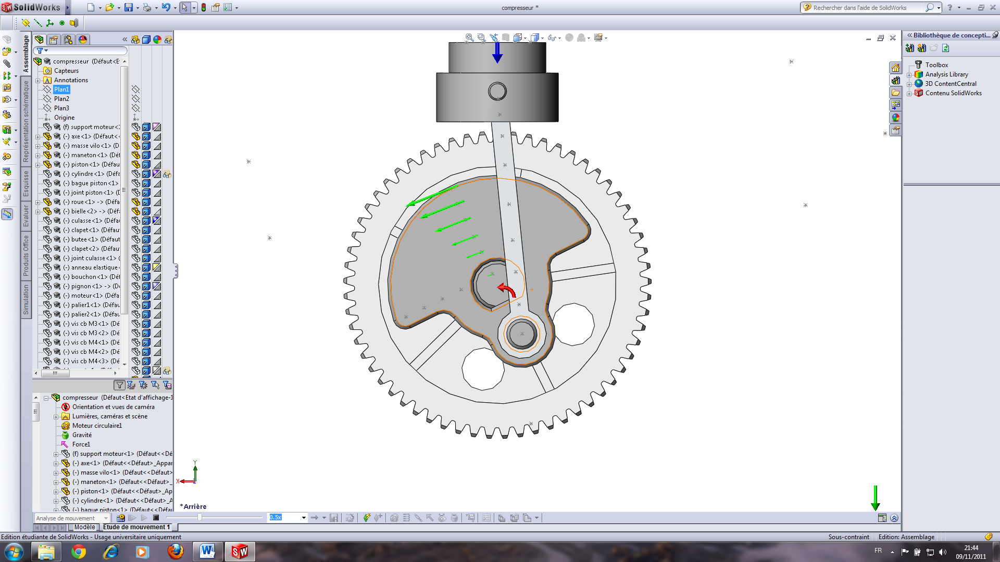 SolidWorks
compresseur *
Rechercher dans l'aide de SolidWorks
Assemblage
Représentation schématique
Esquisse
Evaluer
Produits Office
Simulation
compresseur (Défaut<E
Capteurs
Annotations
Plan1
Plan2
Plan3
Origine
(f) support moteur<1
(-) axe<1> (Défaut<<
(-) masse vilo<1> (D
(-) maneton<1> (Déf
(-) piston<1> (Défau
(-) cylindre<1> (Défa
(-) bague piston<1>
(-) joint piston<1> (D
(-) roue<1> -> (Déf
(-) bielle<2> -> (Déf
(-) culasse<1> (Défa
(-) clapet<1> (Défau
(-) butee<1> (Défaut
(-) clapet<2> (Défau
(-) joint culasse<1> (
(-) anneau elastique<
(-) bouchon<1> (Déf
(-) pignon<1> -> (D
(-) moteur<1> (Défa
(-) palier1<1> (Défau
(-) palier2<1> (Défau
(-) vis cb M3<1> (Dé
(-) vis cb M3<2> (Dé
(-) vis cb M4<1> (Dé
(-) vis cb M4<2> (Dé
(-) vis cb M4<3> (Dé
compresseur (Défaut<Etat d'affichage-1
Orientation et vues de caméra
Lumières, caméras et scène
Moteur circulaire1
Gravité
Force1
(f) support moteur<1> (Défaut<<Dé
(-) axe<1> (Défaut<<Défaut>_Appar
(-) masse vilo<1> (Défaut<<Défaut>
(-) maneton<1> (Défaut<<Défaut>_
(-) piston<1> (Défaut<<Défaut>_Ap
(-) cylindre<1> (Défaut<<Défaut>_A
(-) bague piston<1> (Défaut<<Défau
Y
X
*Arrière
Bibliothèque de concepti...
Toolbox
Analysis Library
3D ContentCentral
Contenu SolidWorks
Analyse de mouvement
0.5x
Modèle
Etude de mouvement 1
Edition étudiante de SolidWorks - Usage universitaire uniquement
Sous-contraint
Edition: Assemblage
FR
21:44
09/11/2011